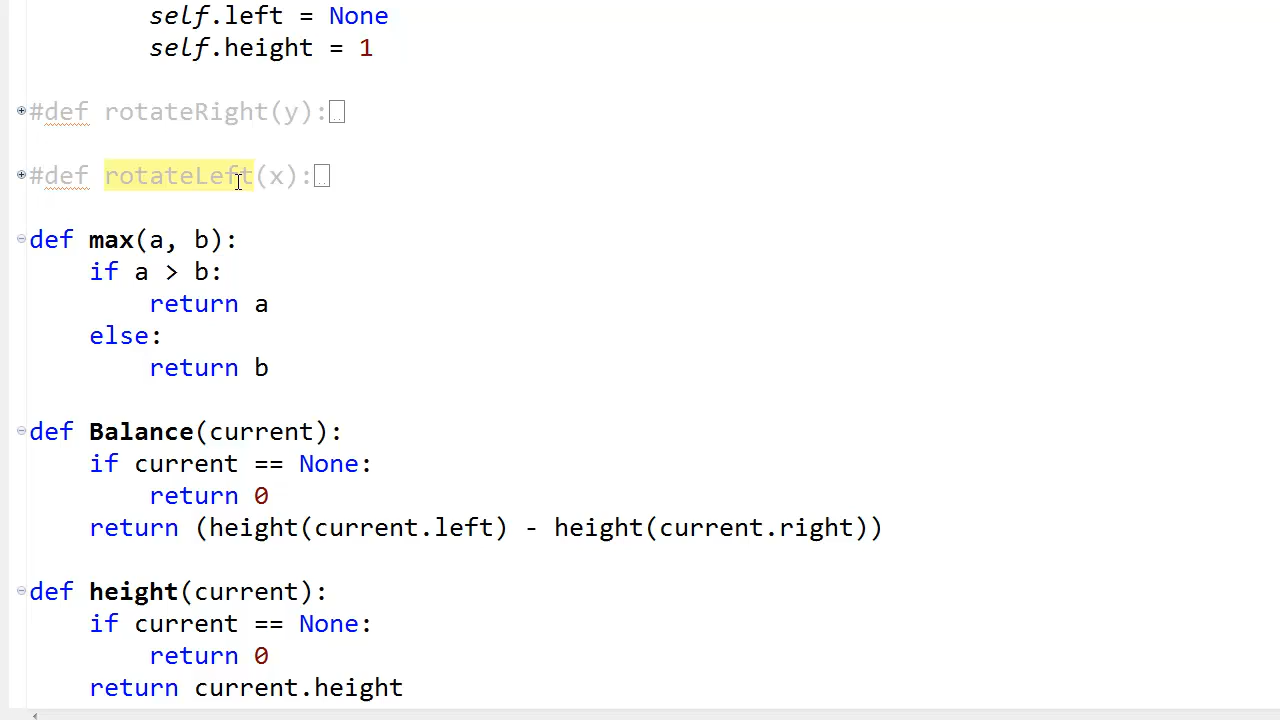 self.left = None
        self.height = 1

#def rotateRight(y):

#def rotateLeft(x):

def max(a, b):
    if a > b:
        return a
    else:
        return b

def Balance(current):
    if current == None:
        return 0
    return (height(current.left) - height(current.right))

def height(current):
    if current == None:
        return 0
    return current.height